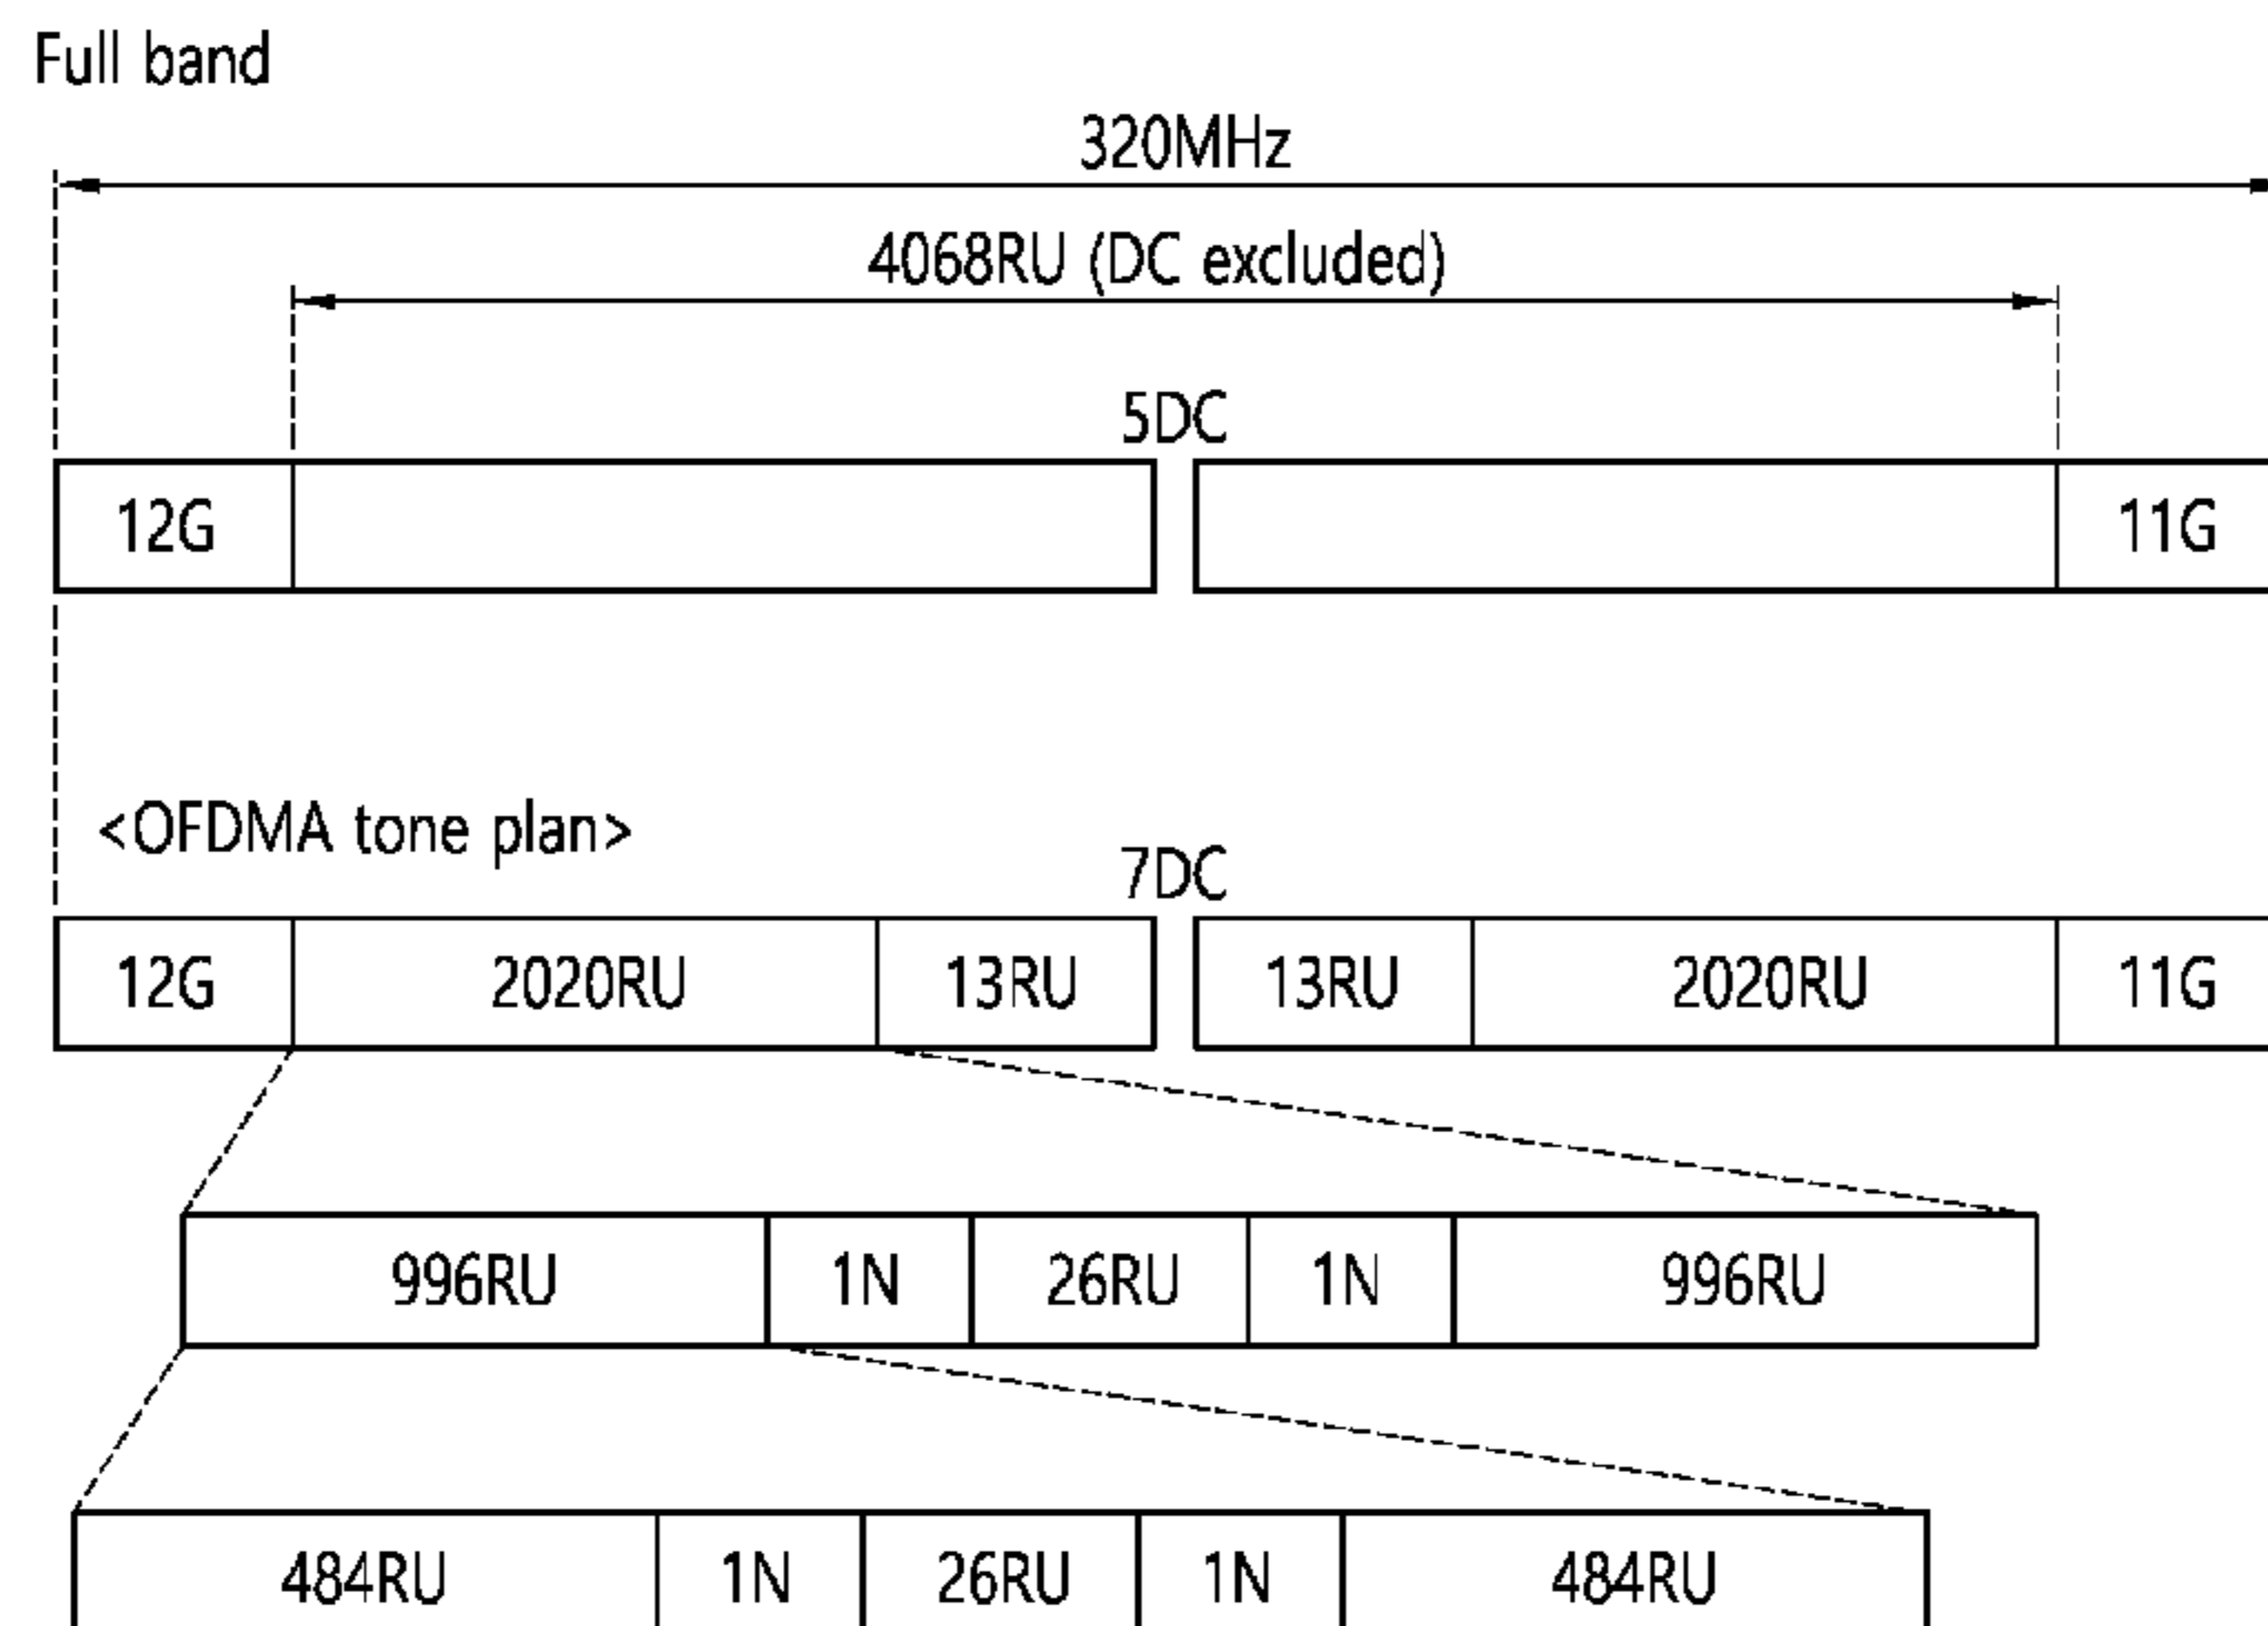 Full band
320MHz
4068RU (DC excluded)
5DC
12G 11G
<OFDMA tone plan>
7DC
12G 2020RU 13RU 13RU 2020RU 11G
996RU 1N 26RU 1N 996RU
484RU 1N 26RU 1N 484RU